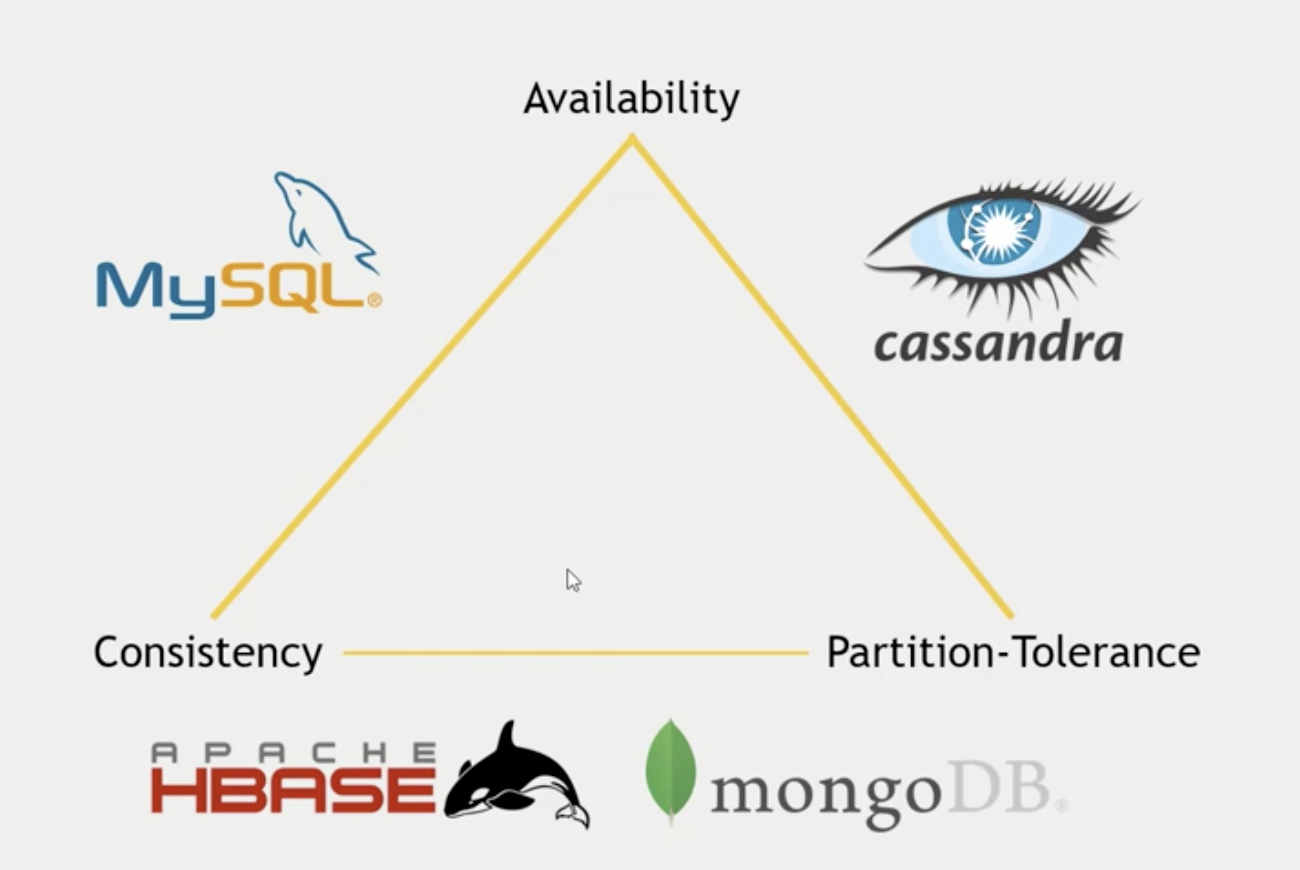 Availability
MySQL®
cassandra
Consistency
Partition-Tolerance
APACHE
HBASE
mongoDB®